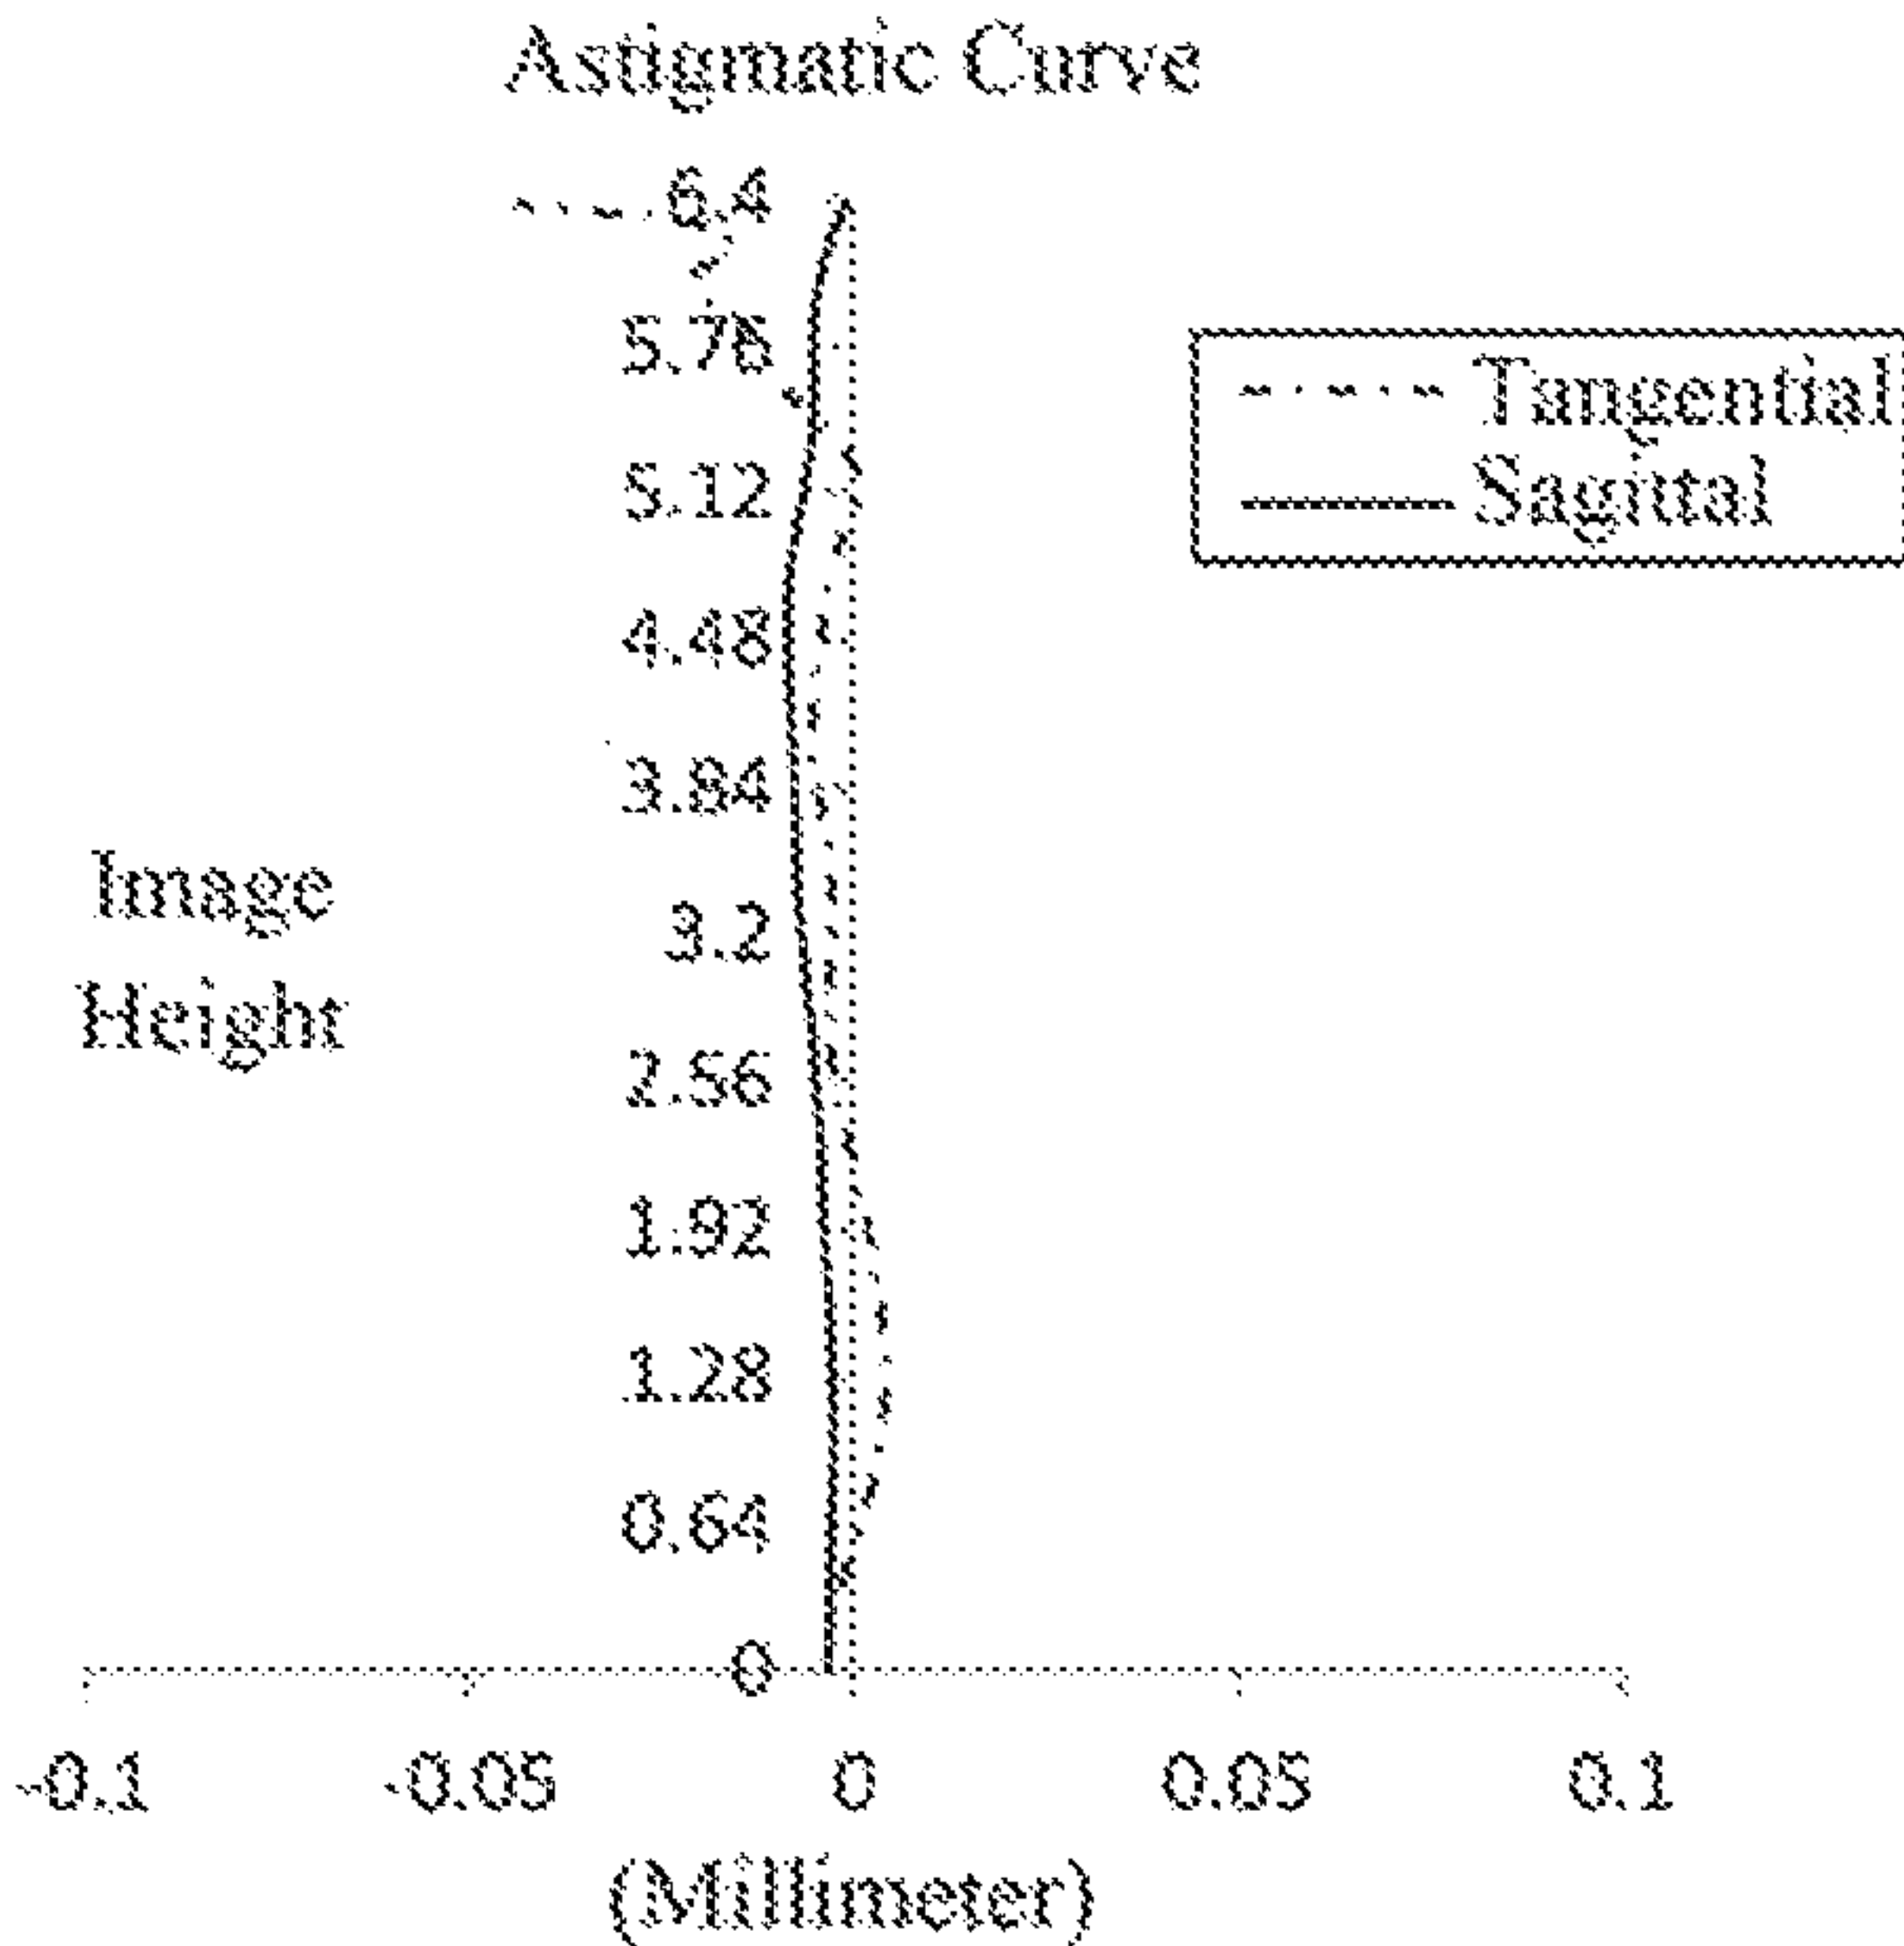 Astigmatic Curve
6.4
5.76
5.12
4.48
3.84
3.2
2.56
1.92
1.28
0.64
0
Tangential
Sagittal
Image
Height
-0.1 -0.05 0 0.05 0.1
(Millimeter)